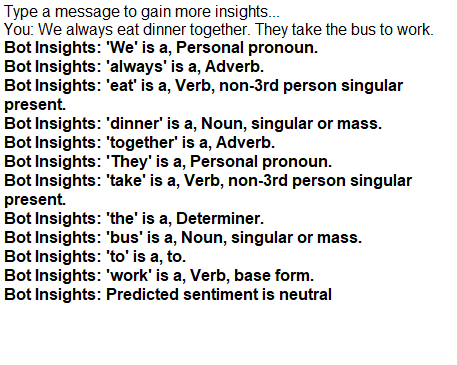 Type a message to gain more insights...
You: We always eat dinner together. They take the bus to work.
Bot Insights: 'We' is a, Personal pronoun.
Bot Insights: 'always' is a, Adverb.
Bot Insights: 'eat' is a, Verb, non-3rd person singular
present.
Bot Insights: 'dinner' is a, Noun, singular or mass.
Bot Insights: 'together' is a, Adverb.
Bot Insights: 'They' is a, Personal pronoun.
Bot Insights: 'take' is a, Verb, non-3rd person singular
present.
Bot Insights: 'the' is a, Determiner.
Bot Insights: 'bus' is a, Noun, singular or mass.
Bot Insights: 'to' is a, to.
Bot Insights: 'work' is a, Verb, base form.
Bot Insights: Predicted sentiment is neutral